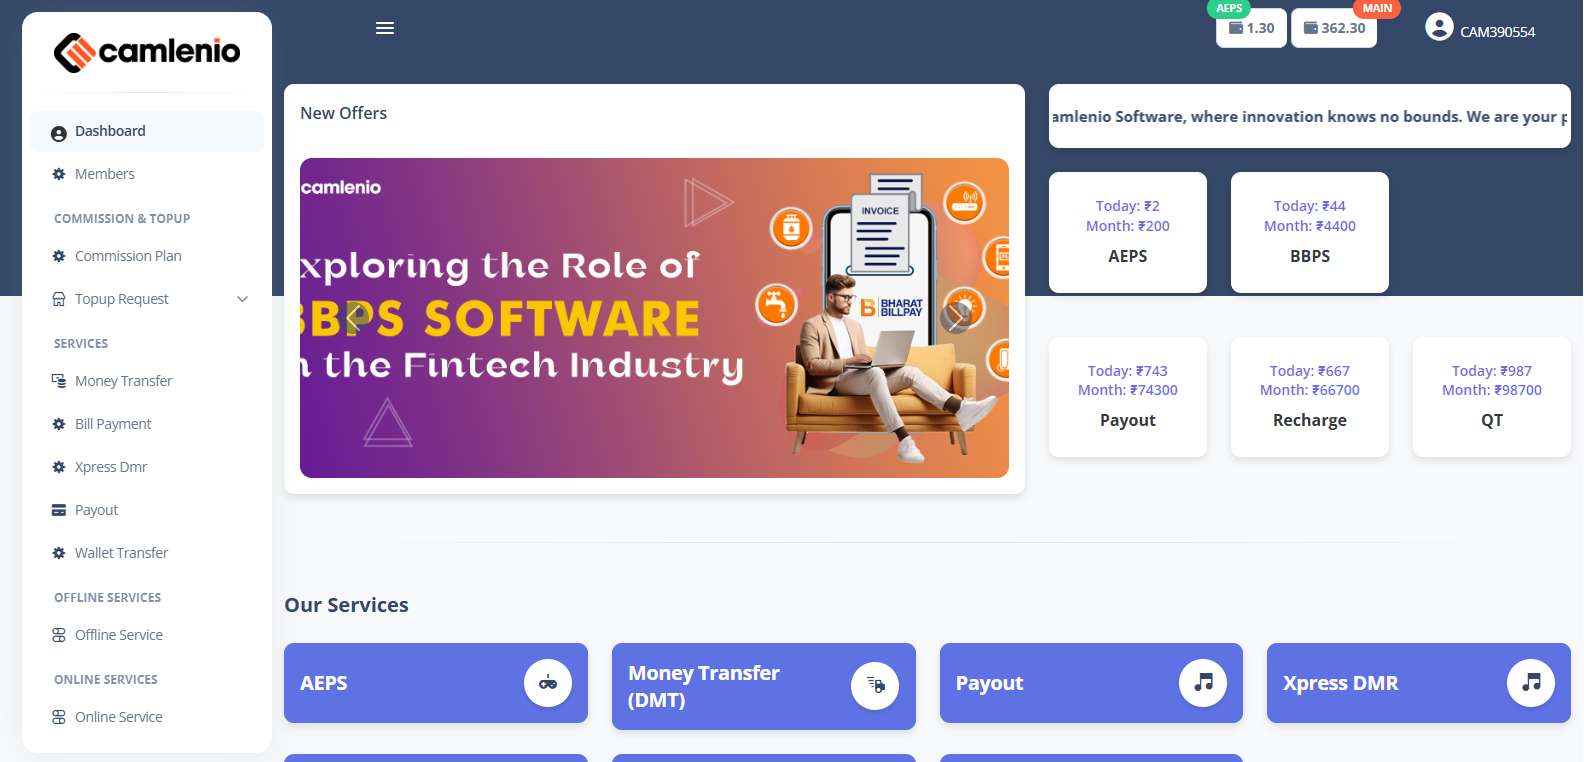 camlenio
Dashboard
Members
COMMISSION & TOPUP
Commission Plan
Topup Request
SERVICES
Money Transfer
Bill Payment
Xpress Dmr
Payout
Wallet Transfer
OFFLINE SERVICES
Offline Service
ONLINE SERVICES
Online Service
AEPS
1.30
MAIN
362.30
CAM390554
New Offers
camlenio
xploring the Role of
BBPS SOFTWARE
n the Fintech Industry
INVOICE
B BHARAT
BILLPAY
amlenio Software, where innovation knows no bounds. We are your p
Today: ₹2
Month: ₹200
AEPS
Today: ₹44
Month: ₹4400
BBPS
Today: ₹743
Month: ₹74300
Payout
Today: ₹667
Month: ₹66700
Recharge
Today: ₹987
Month: ₹98700
QT
Our Services
AEPS
Money Transfer
(DMT)
Payout
Xpress DMR